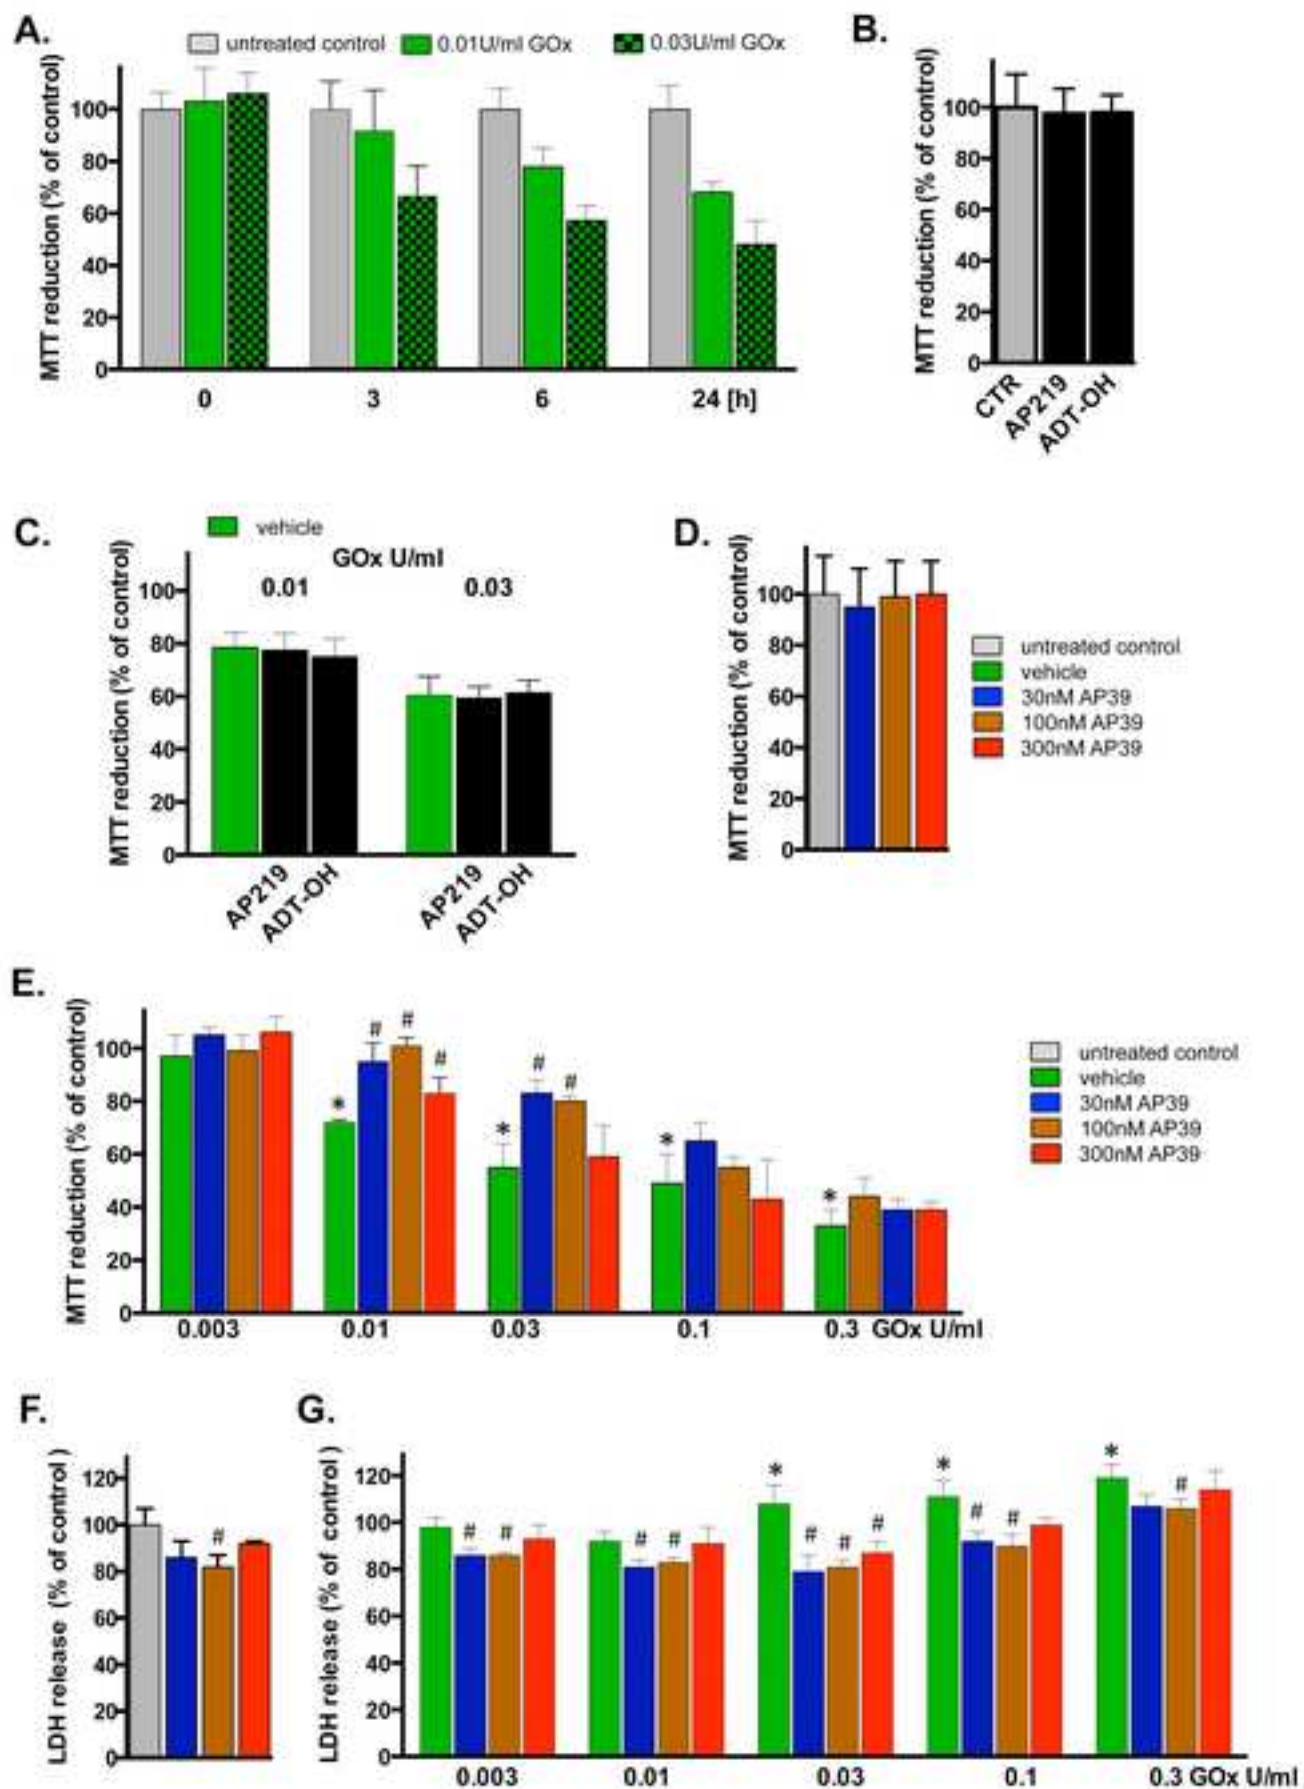 A.
untreated control 0.01U/ml GOx 0.03U/ml GOx
MTT reduction (% of control)
100
80
60
40
20
0
0 3 6 24 [h]
B.
MTT reduction (% of control)
100
80
60
40
20
0
CTR
AP219
ADT-OH
C.
vehicle
GOx U/ml
0.01 0.03
MTT reduction (% of control)
100
80
60
40
20
0
AP219
ADT-OH
AP219
ADT-OH
D.
MTT reduction (% of control)
100
80
60
40
20
0
untreated control
vehicle
30nM AP39
100nM AP39
300nM AP39
E.
MTT reduction (% of control)
100
80
60
40
20
0
* # # #
* # #
*
*
0.003 0.01 0.03 0.1 0.3 GOx U/ml
untreated control
vehicle
30nM AP39
100nM AP39
300nM AP39
F.
LDH release (% of control)
120
100
80
60
40
20
0
#
G.
LDH release (% of control)
120
100
80
60
40
20
0
# #
# #
* # # #
* # #
* #
0.003 0.01 0.03 0.1 0.3 GOx U/ml